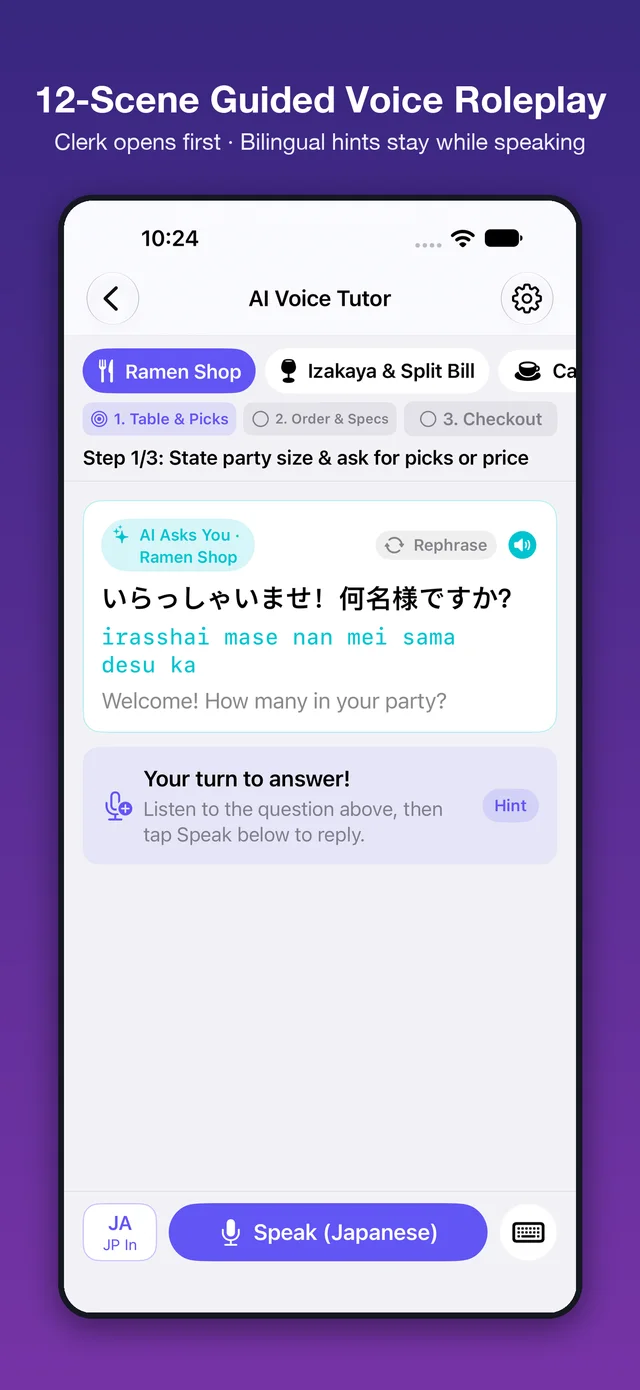 12-Scene Guided Voice Roleplay
Clerk opens first · Bilingual hints stay while speaking
10:24
AI Voice Tutor
Ramen Shop
Izakaya & Split Bill
Ca
1. Table & Picks
2. Order & Specs
3. Checkout
Step 1/3: State party size & ask for picks or price
AI Asks You ·
Ramen Shop
Rephrase
いらっしゃいませ！何名様ですか？
irasshai mase nan mei sama
desu ka
Welcome! How many in your party?
Your turn to answer!
Listen to the question above, then
tap Speak below to reply.
Hint
JA
JP In
Speak (Japanese)